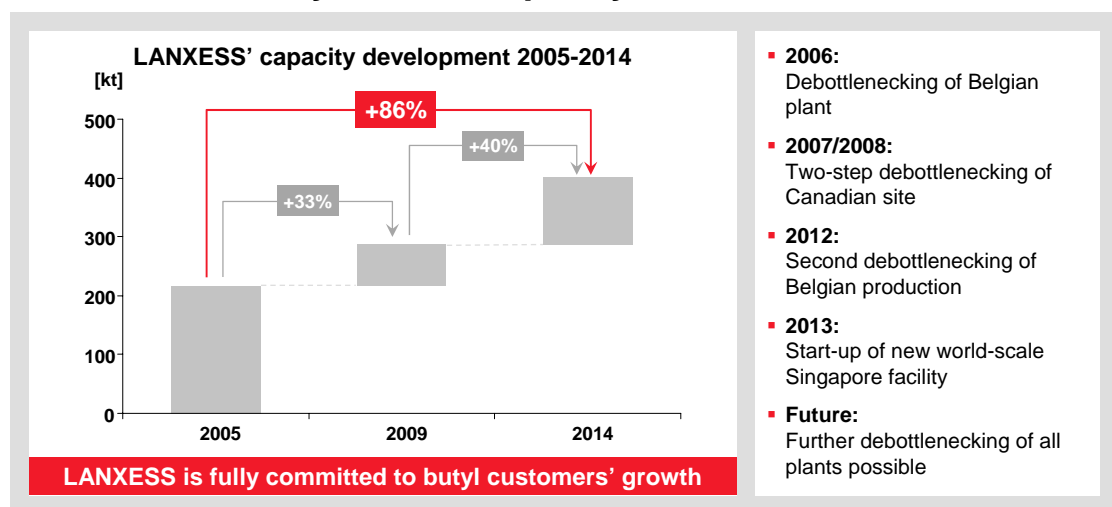 LANXESS' capacity development 2005-2014
[kt]
+86%
500
+40%
400
+33%
300
200
100
0
2005 2009 2014
LANXESS is fully committed to butyl customers' growth
▪ 2006:
Debottlenecking of Belgian
plant
▪ 2007/2008:
Two-step debottlenecking of
Canadian site
▪ 2012:
Second debottlenecking of
Belgian production
▪ 2013:
Start-up of new world-scale
Singapore facility
▪ Future:
Further debottlenecking of all
plants possible